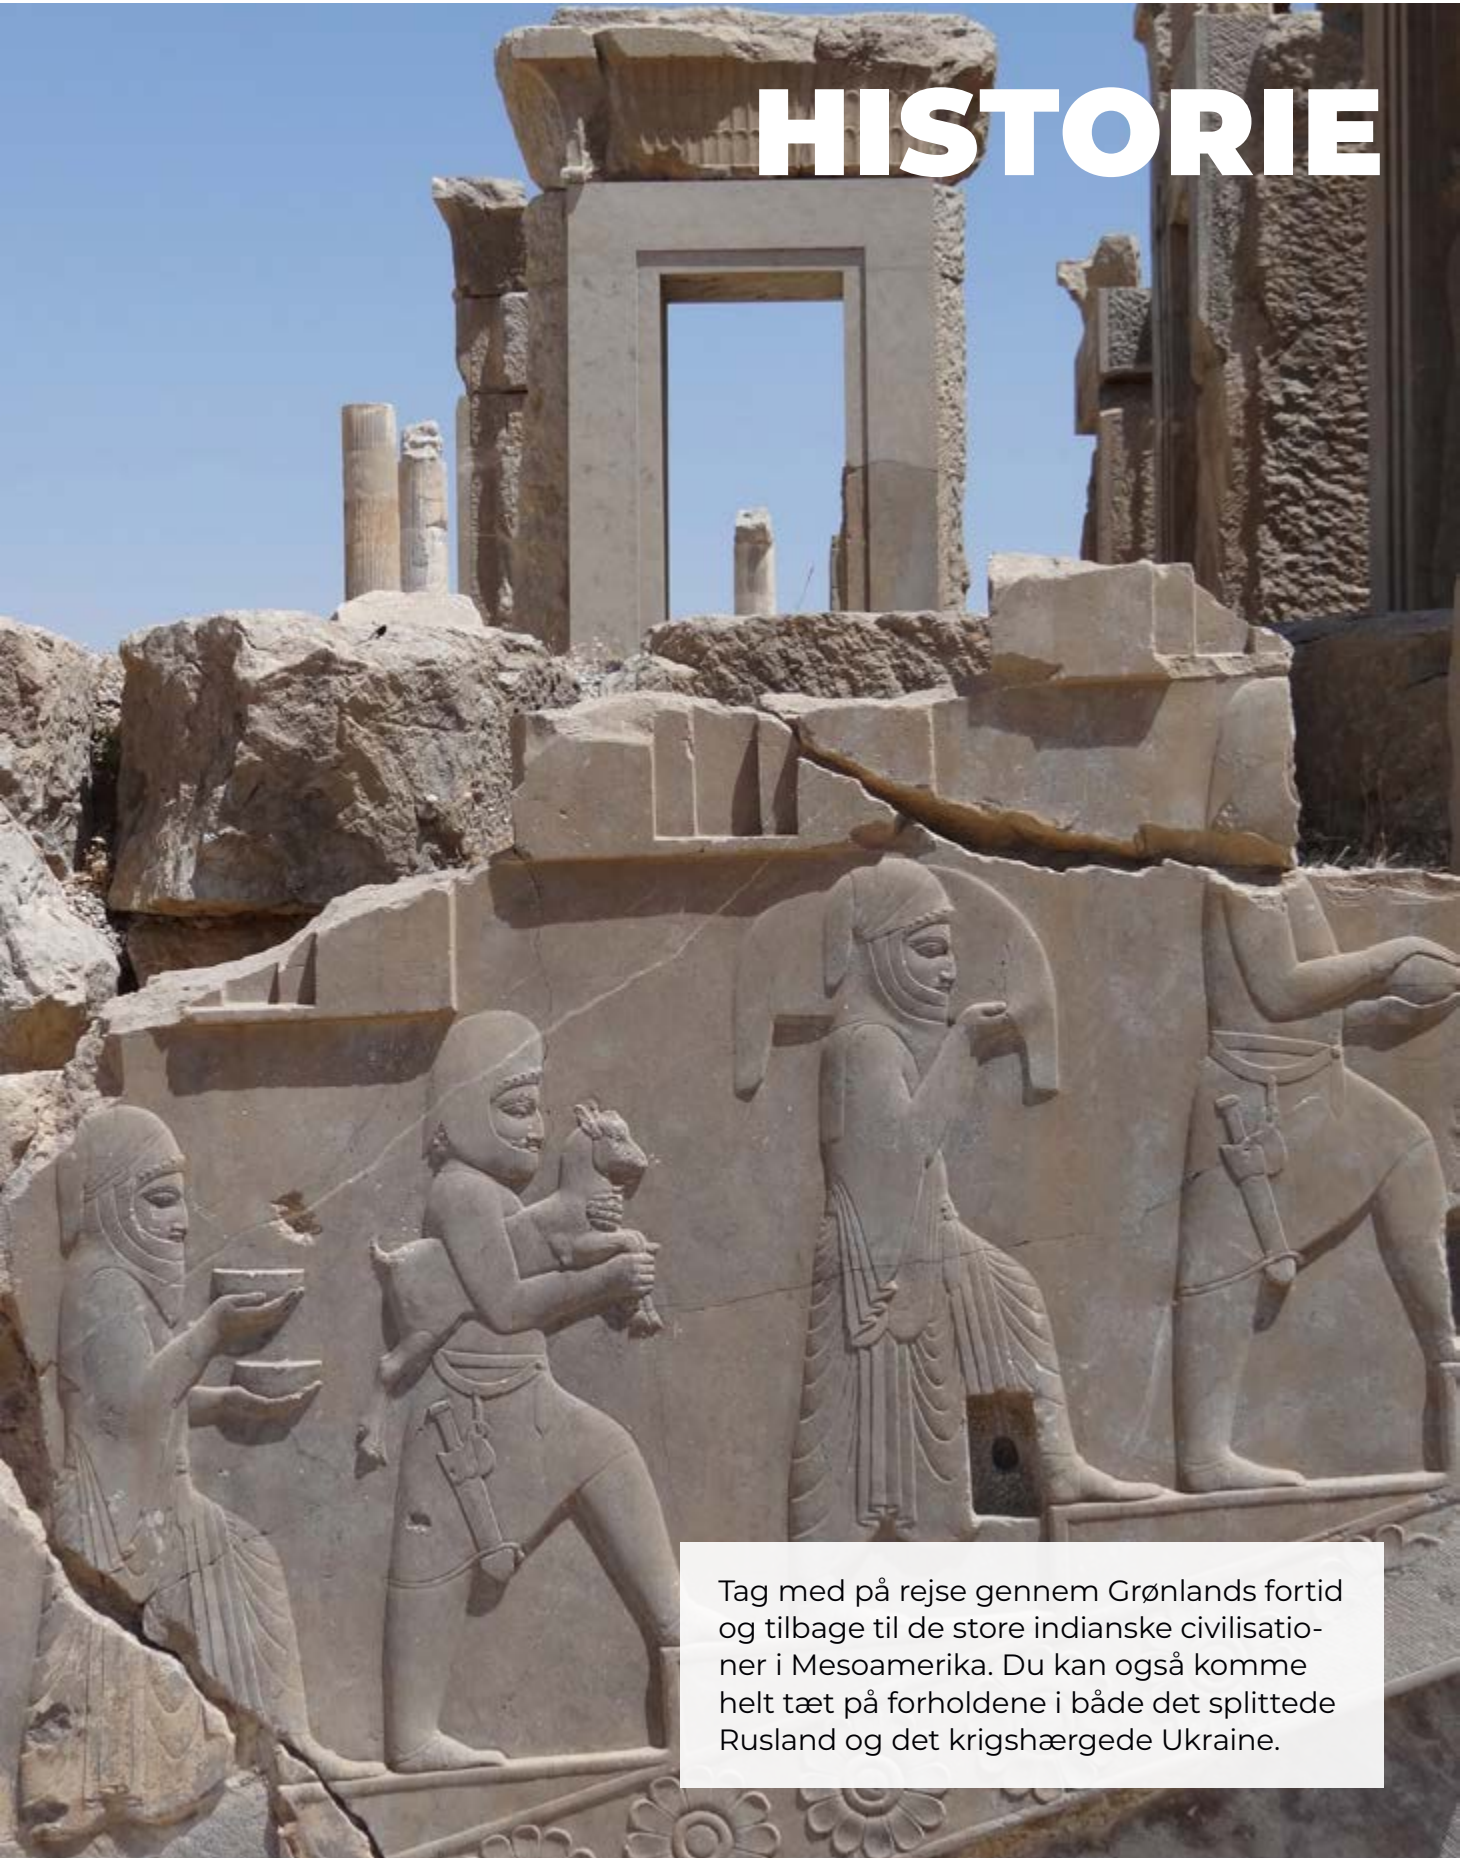 HISTORIE
Tag med på rejse gennem Grønlands fortid
og tilbage til de store indianske civilisatio-
ner i Mesoamerika. Du kan også komme
helt tæt på forholdene i både det splittede
Rusland og det krigshærgede Ukraine.